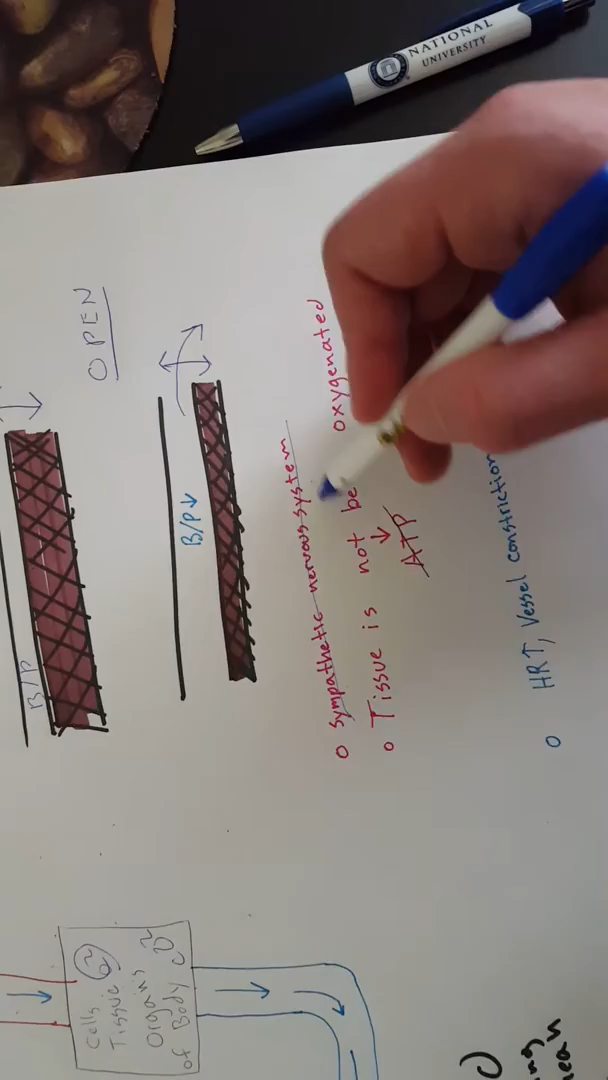 NATIONAL
UNIVERSITY
OPEN
B/P
B/P↓
o Sympathetic nervous system
o Tissue is not be oxygenated
↓
ATP
o HR↑, Vessel constriction
Cells
Tissue
Organs
of Body